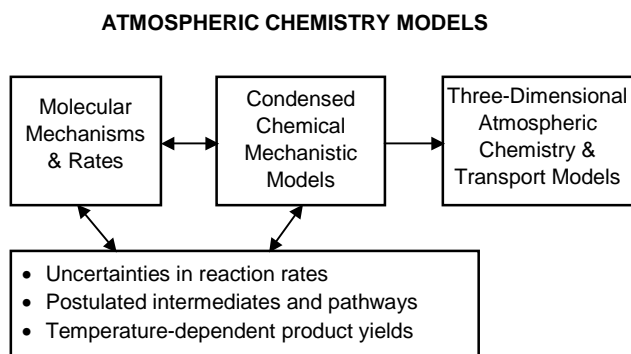 ATMOSPHERIC CHEMISTRY MODELS
Molecular
Mechanisms
& Rates
Condensed
Chemical
Mechanistic
Models
Three-Dimensional
Atmospheric
Chemistry &
Transport Models
• Uncertainties in reaction rates
• Postulated intermediates and pathways
• Temperature-dependent product yields